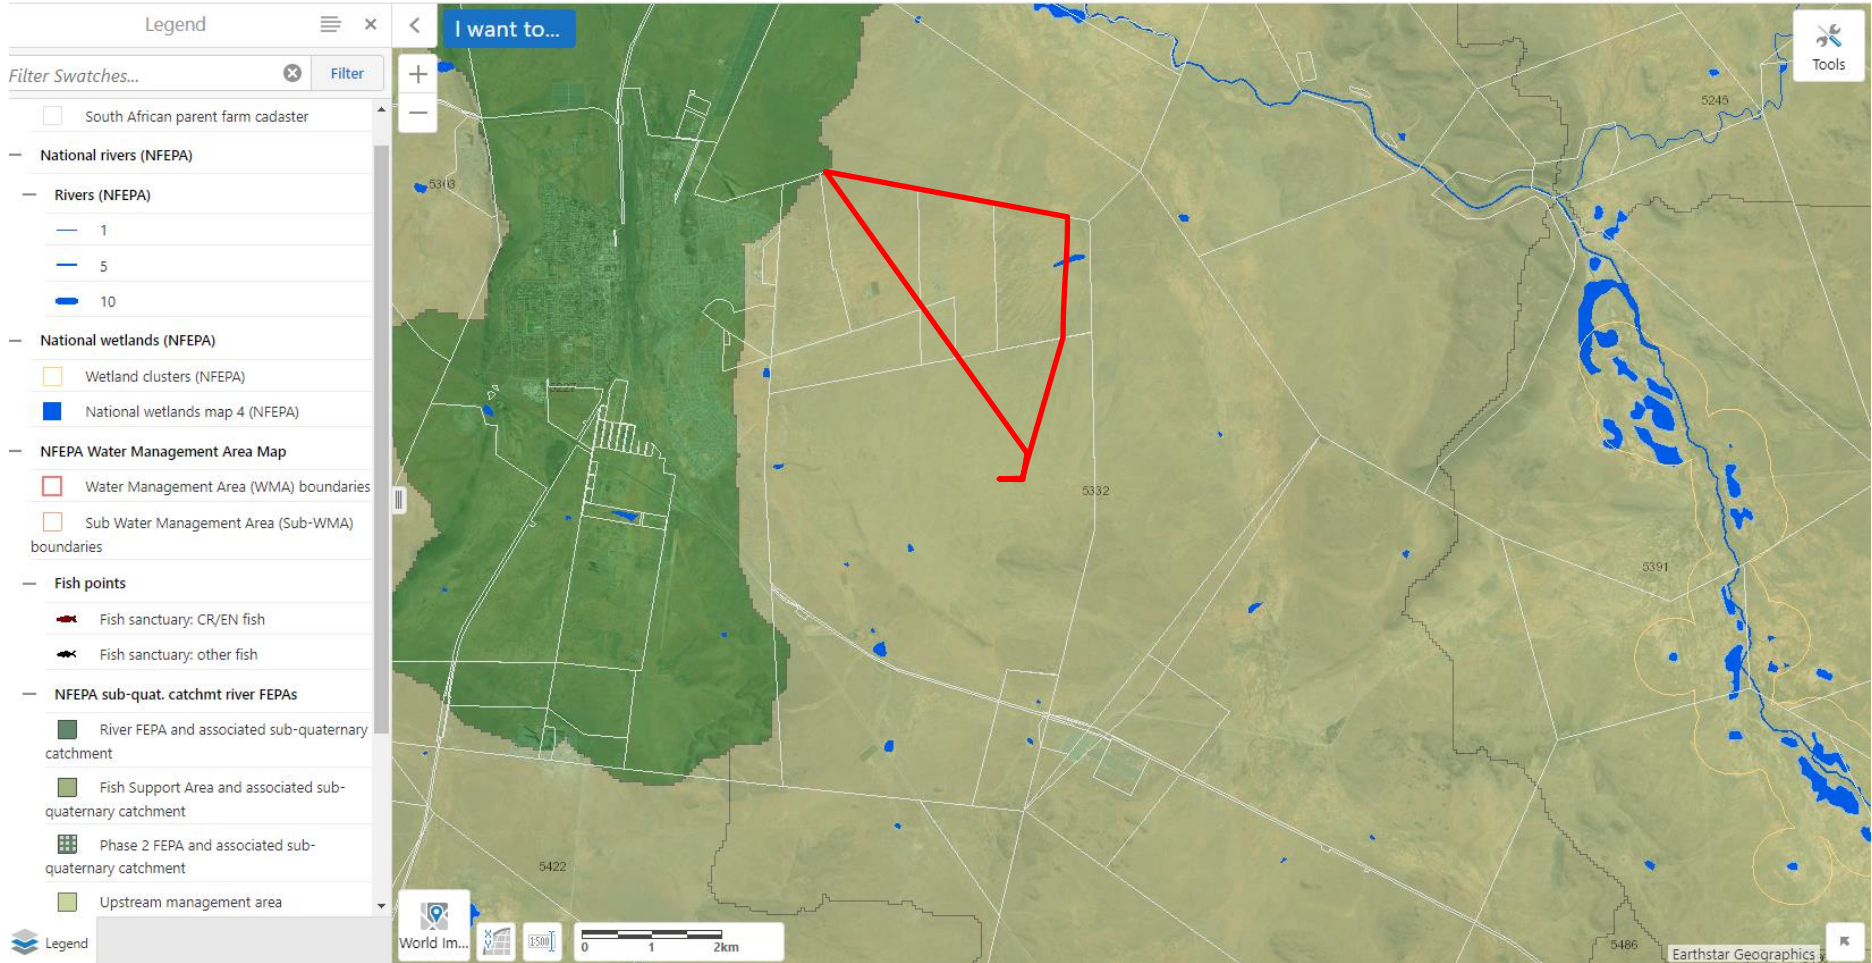 Legend
I want to...
Filter Swatches...
Filter
South African parent farm cadaster
National rivers (NFEPA)
Rivers (NFEPA)
1
5
10
National wetlands (NFEPA)
Wetland clusters (NFEPA)
National wetlands map 4 (NFEPA)
NFEPA Water Management Area Map
Water Management Area (WMA) boundaries
Sub Water Management Area (Sub-WMA)
boundaries
Fish points
Fish sanctuary: CR/EN fish
Fish sanctuary: other fish
NFEPA sub-quat. catchmt river FEPAs
River FEPA and associated sub-quaternary
catchment
Fish Support Area and associated sub-
quaternary catchment
Phase 2 FEPA and associated sub-
quaternary catchment
Upstream management area
Legend
Tools
5245
5303
5227
5332
5391
5422
5486
World Im...
1:500
0 1 2km
Earthstar Geographics